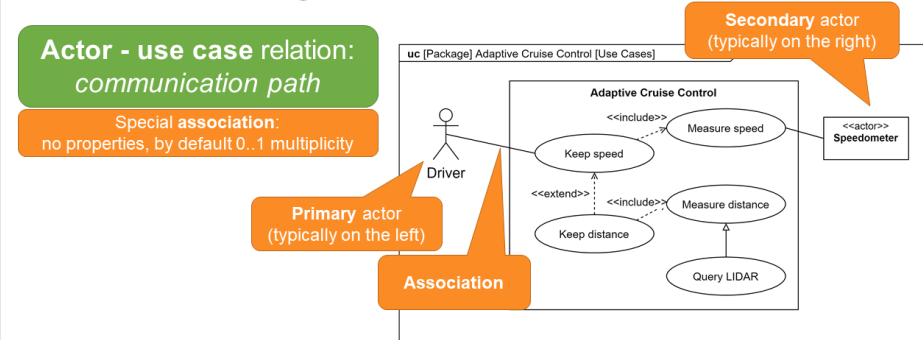 Actor - use case relation:
communication path
Special association:
no properties, by default 0..1 multiplicity
Secondary actor
(typically on the right)
uc [Package] Adaptive Cruise Control [Use Cases]
Adaptive Cruise Control
<<include>>
Measure speed
<<actor>>
Speedometer
Keep speed
Driver
<<extend>>
<<include>>
Measure distance
Primary actor
(typically on the left)
Keep distance
Association
Query LIDAR